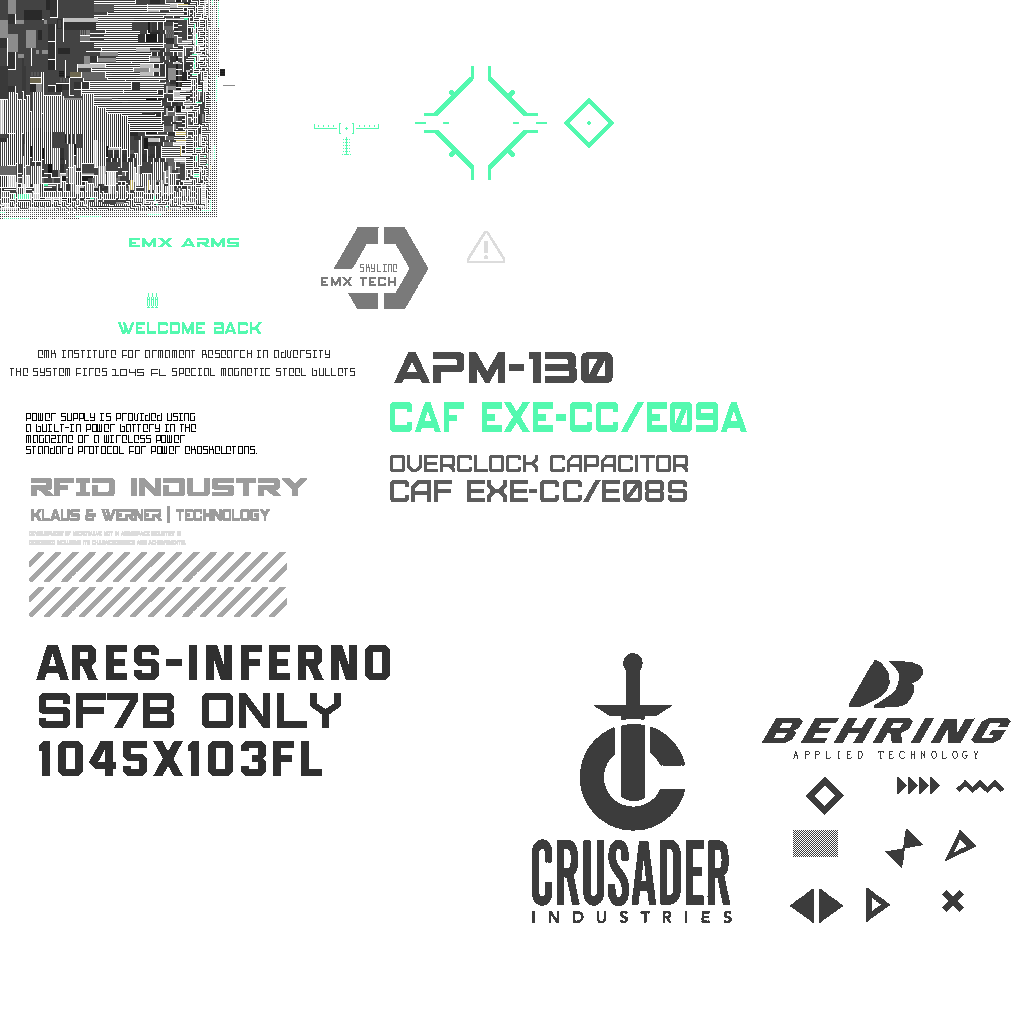 EMX ARMS
SKYLINE
EMX TECH
WELCOME BACK
EMX INSTITUTE FOR ARMAMENT RESEARCH IN ADVERSITY
THE SYSTEM FIRES 1045 FL SPECIAL MAGNETIC STEEL BULLETS
APM-130
CAF EXE-CC/E09A
POWER SUPPLY IS PROVIDED USING
A BUILT-IN POWER BATTERY IN THE
MAGAZINE OR A WIRELESS POWER
STANDARD PROTOCOL FOR POWER EXOSKELETONS.
OVERCLOCK CAPACITOR
CAF EXE-CC/E08S
RFID INDUSTRY
KLAUS & WERNER | TECHNOLOGY
ARES-INFERNO
SF7B ONLY
1045X103FL
BEHRING
APPLIED TECHNOLOGY
CRUSADER
INDUSTRIES